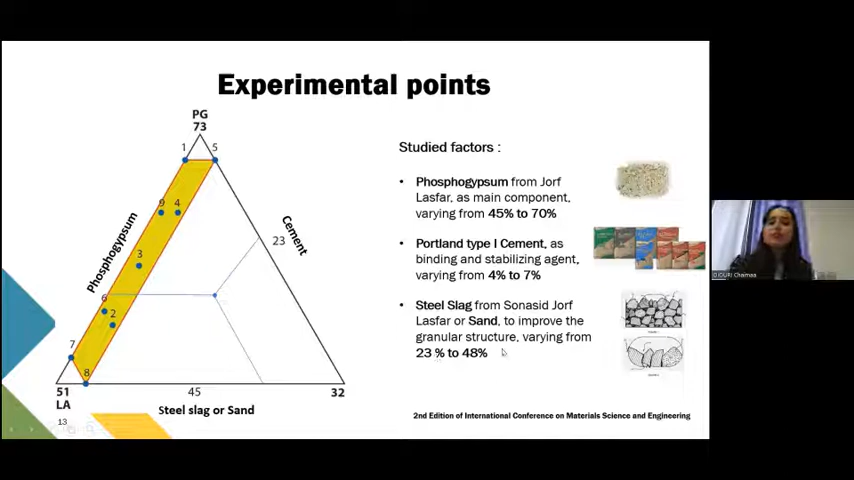 Experimental points
PG
73
1
5
9
4
3
6
2
7
8
Phosphogypsum
Cement
23
51
LA
45
32
Steel slag or Sand
Studied factors :
• Phosphogypsum from Jorf
Lasfar, as main component,
varying from 45% to 70%
• Portland type I Cement, as
binding and stabilizing agent,
varying from 4% to 7%
• Steel Slag from Sonasid Jorf
Lasfar or Sand, to improve the
granular structure, varying from
23 % to 48%
2nd Edition of International Conference on Materials Science and Engineering
13
DIOURI Chaimaa